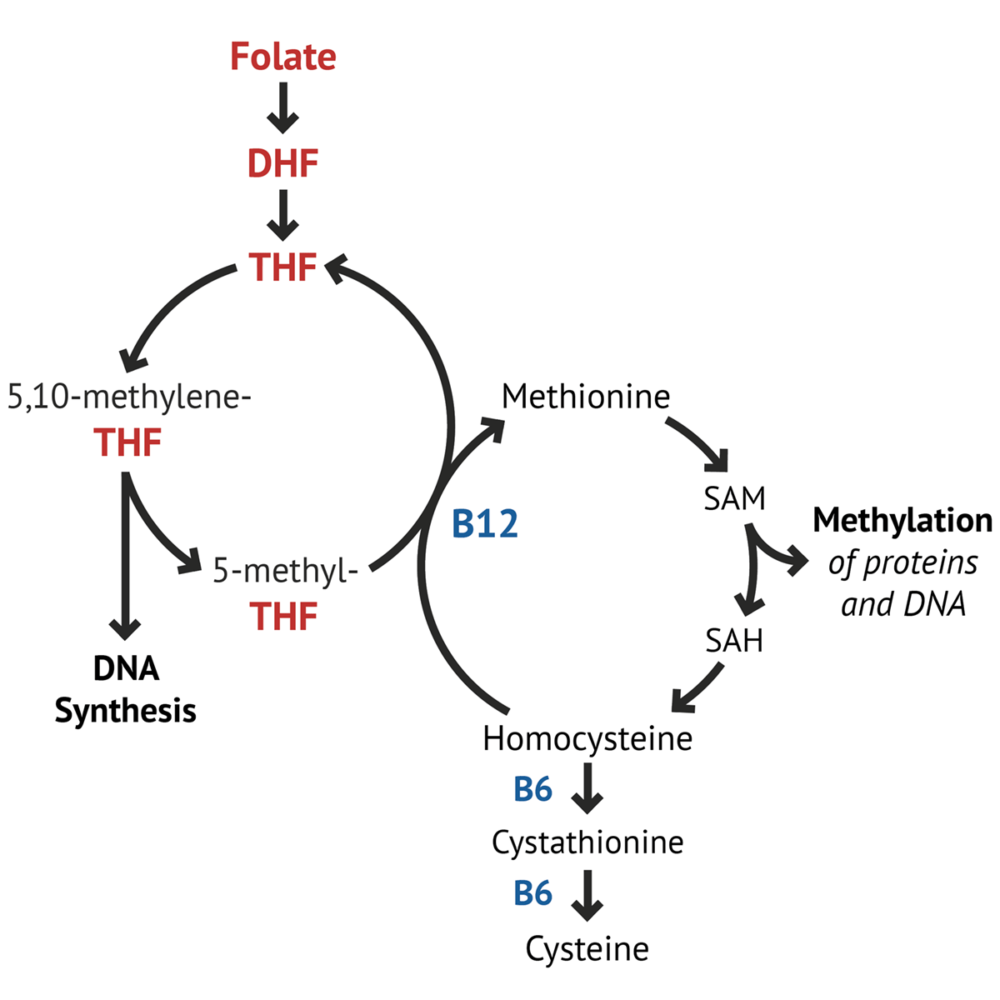 Folate
DHF
THF
5,10-methylene-
THF
Methionine
SAM
Methylation
of proteins
and DNA
B12
5-methyl-
THF
SAH
DNA
Synthesis
Homocysteine
B6
Cystathionine
B6
Cysteine